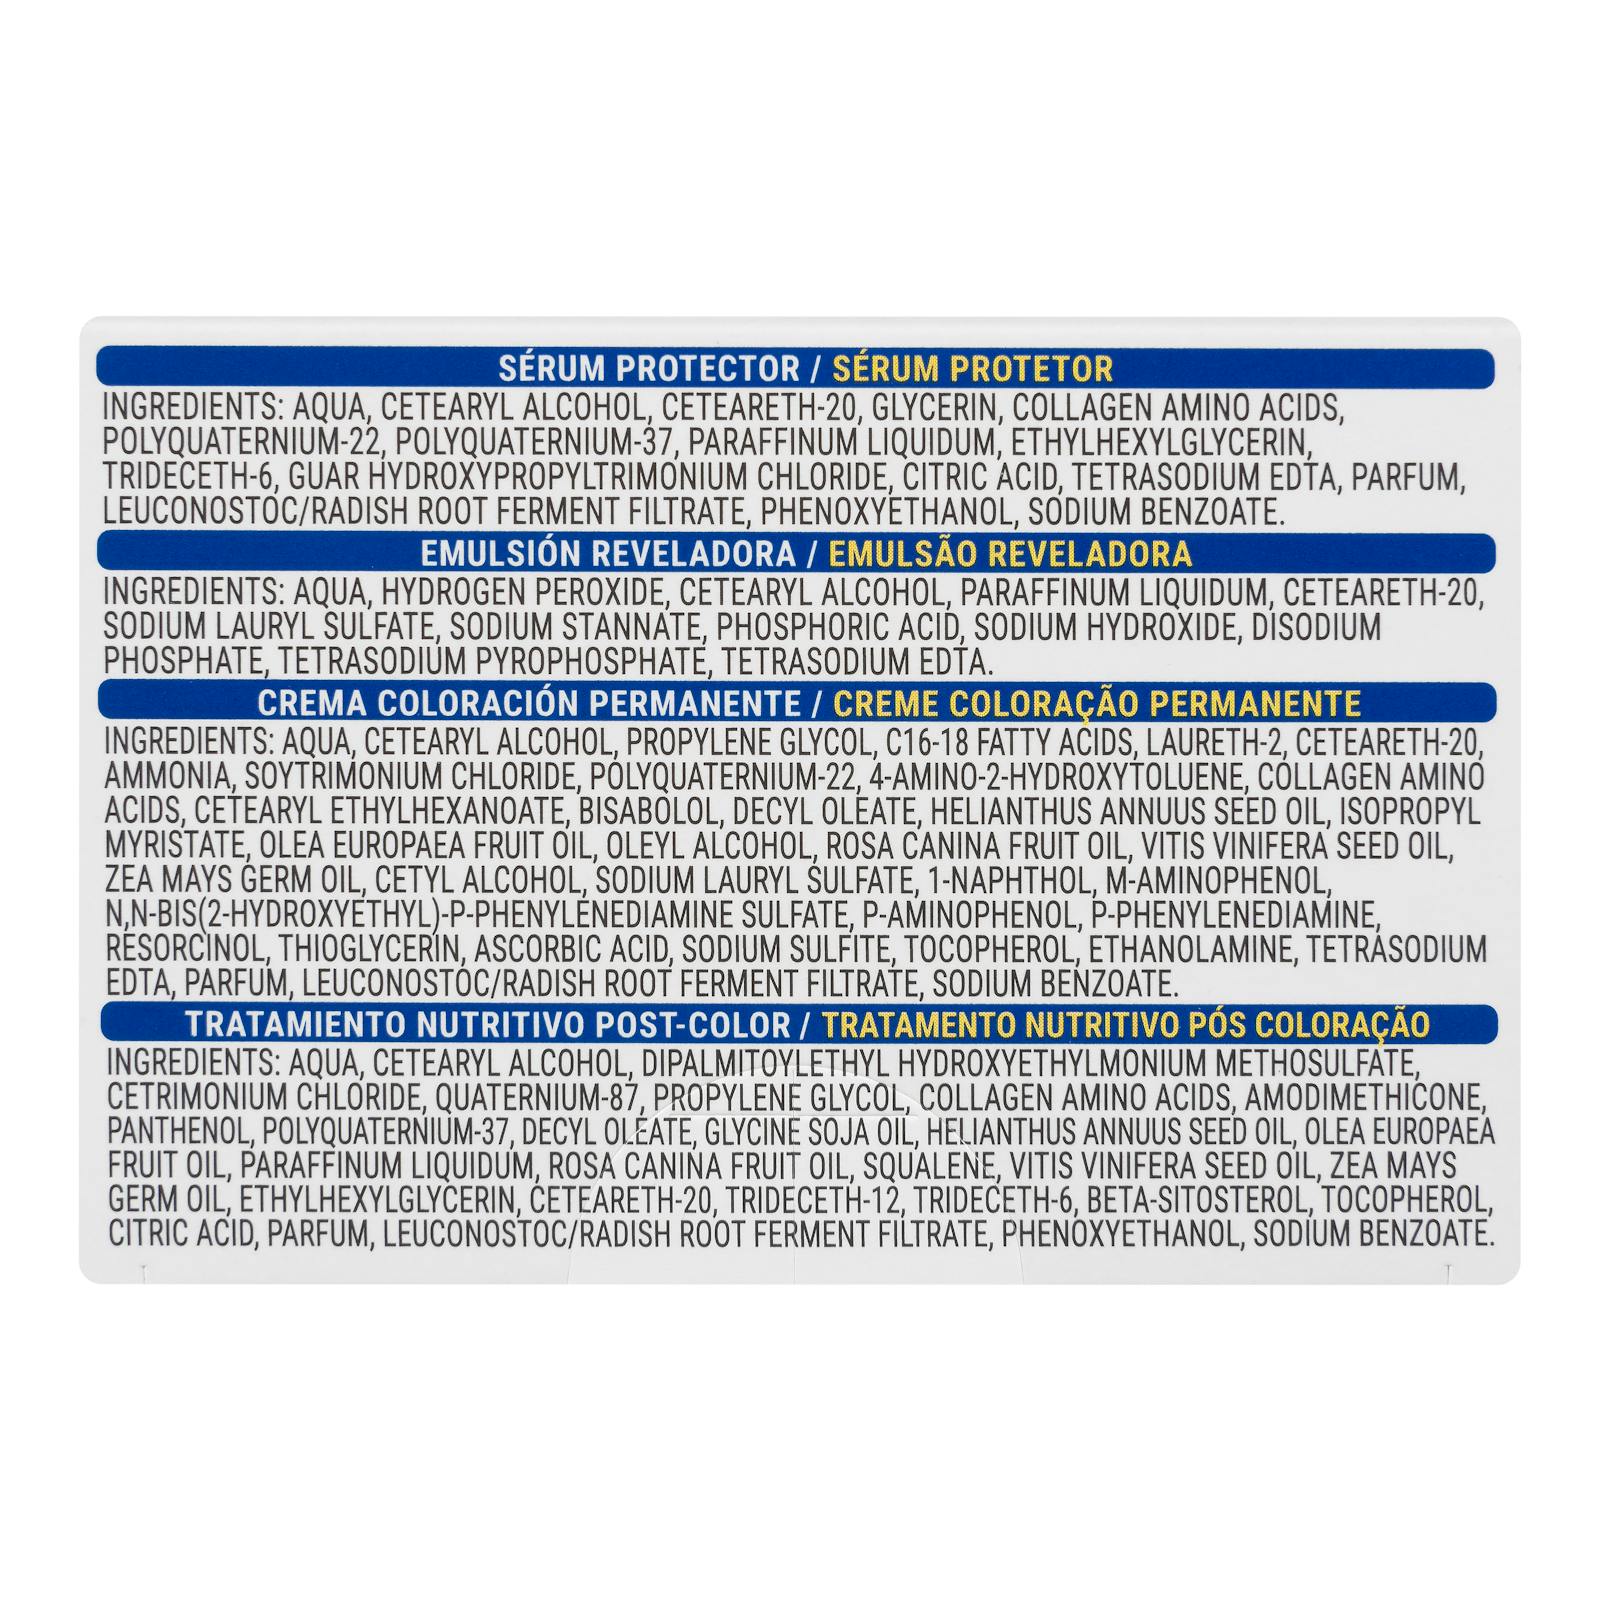 SÉRUM PROTECTOR / SÉRUM PROTETOR
INGREDIENTS: AQUA, CETEARYL ALCOHOL, CETEARETH-20, GLYCERIN, COLLAGEN AMINO ACIDS,
POLYQUATERNIUM-22, POLYQUATERNIUM-37, PARAFFINUM LIQUIDUM, ETHYLHEXYLGLYCERIN,
TRIDECETH-6, GUAR HYDROXYPROPYLTRIMONIUM CHLORIDE, CITRIC ACID, TETRASODIUM EDTA, PARFUM,
LEUCONOSTOC/RADISH ROOT FERMENT FILTRATE, PHENOXYETHANOL, SODIUM BENZOATE.
EMULSIÓN REVELADORA / EMULSÃO REVELADORA
INGREDIENTS: AQUA, HYDROGEN PEROXIDE, CETEARYL ALCOHOL, PARAFFINUM LIQUIDUM, CETEARETH-20,
SODIUM LAURYL SULFATE, SODIUM STANNATE, PHOSPHORIC ACID, SODIUM HYDROXIDE, DISODIUM
PHOSPHATE, TETRASODIUM PYROPHOSPHATE, TETRASODIUM EDTA.
CREMA COLORACIÓN PERMANENTE / CREME COLORAÇÃO PERMANENTE
INGREDIENTS: AQUA, CETEARYL ALCOHOL, PROPYLENE GLYCOL, C16-18 FATTY ACIDS, LAURETH-2, CETEARETH-20,
AMMONIA, SOYTRIMONIUM CHLORIDE, POLYQUATERNIUM-22, 4-AMINO-2-HYDROXYTOLUENE, COLLAGEN AMINO
ACIDS, CETEARYL ETHYLHEXANOATE, BISABOLOL, DECYL OLEATE, HELIANTHUS ANNUUS SEED OIL, ISOPROPYL
MYRISTATE, OLEA EUROPAEA FRUIT OIL, OLEYL ALCOHOL, ROSA CANINA FRUIT OIL, VITIS VINIFERA SEED OIL,
ZEA MAYS GERM OIL, CETYL ALCOHOL, SODIUM LAURYL SULFATE, 1-NAPHTHOL, M-AMINOPHENOL,
N,N-BIS(2-HYDROXYETHYL)-P-PHENYLENEDIAMINE SULFATE, P-AMINOPHENOL, P-PHENYLENEDIAMINE,
RESORCINOL, THIOGLYCERIN, ASCORBIC ACID, SODIUM SULFITE, TOCOPHEROL, ETHANOLAMINE, TETRASODIUM
EDTA, PARFUM, LEUCONOSTOC/RADISH ROOT FERMENT FILTRATE, SODIUM BENZOATE.
TRATAMIENTO NUTRITIVO POST-COLOR / TRATAMENTO NUTRITIVO PÓS COLORAÇÃO
INGREDIENTS: AQUA, CETEARYL ALCOHOL, DIPALMITOYLETHYL HYDROXYETHYLMONIUM METHOSULFATE,
CETRIMONIUM CHLORIDE, QUATERNIUM-87, PROPYLENE GLYCOL, COLLAGEN AMINO ACIDS, AMODIMETHICONE,
PANTHENOL, POLYQUATERNIUM-37, DECYL OLEATE, GLYCINE SOJA OIL, HELIANTHUS ANNUUS SEED OIL, OLEA EUROPAEA
FRUIT OIL, PARAFFINUM LIQUIDUM, ROSA CANINA FRUIT OIL, SQUALENE, VITIS VINIFERA SEED OIL, ZEA MAYS
GERM OIL, ETHYLHEXYLGLYCERIN, CETEARETH-20, TRIDECETH-12, TRIDECETH-6, BETA-SITOSTEROL, TOCOPHEROL,
CITRIC ACID, PARFUM, LEUCONOSTOC/RADISH ROOT FERMENT FILTRATE, PHENOXYETHANOL, SODIUM BENZOATE.